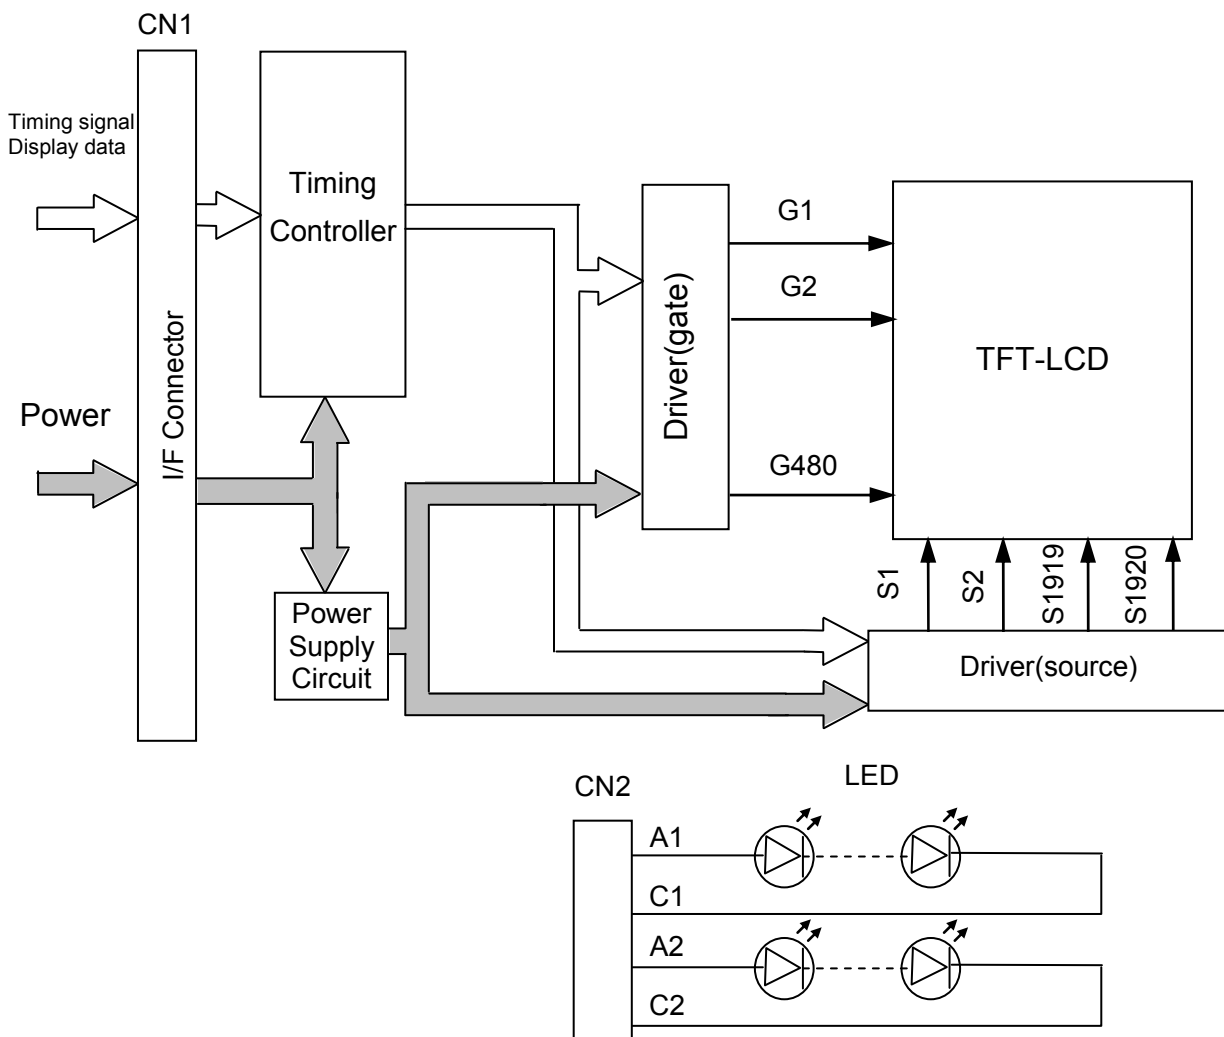 CN1
Timing signal
Display data
Power
I/F Connector
Timing
Controller
Power
Supply
Circuit
Driver(gate)
G1
G2
G480
TFT-LCD
S1
S2
S1919
S1920
Driver(source)
CN2
LED
A1
C1
A2
C2